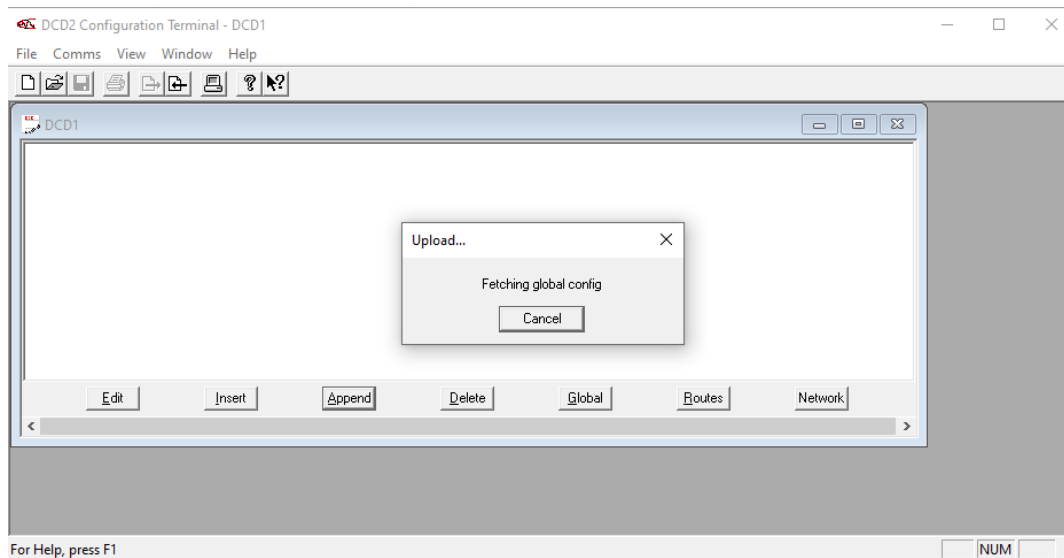 DCD2 Configuration Terminal - DCD1
File Comms View Window Help
DCD1
Upload...
Fetching global config
Cancel
Edit Insert Append Delete Global Routes Network
For Help, press F1 NUM